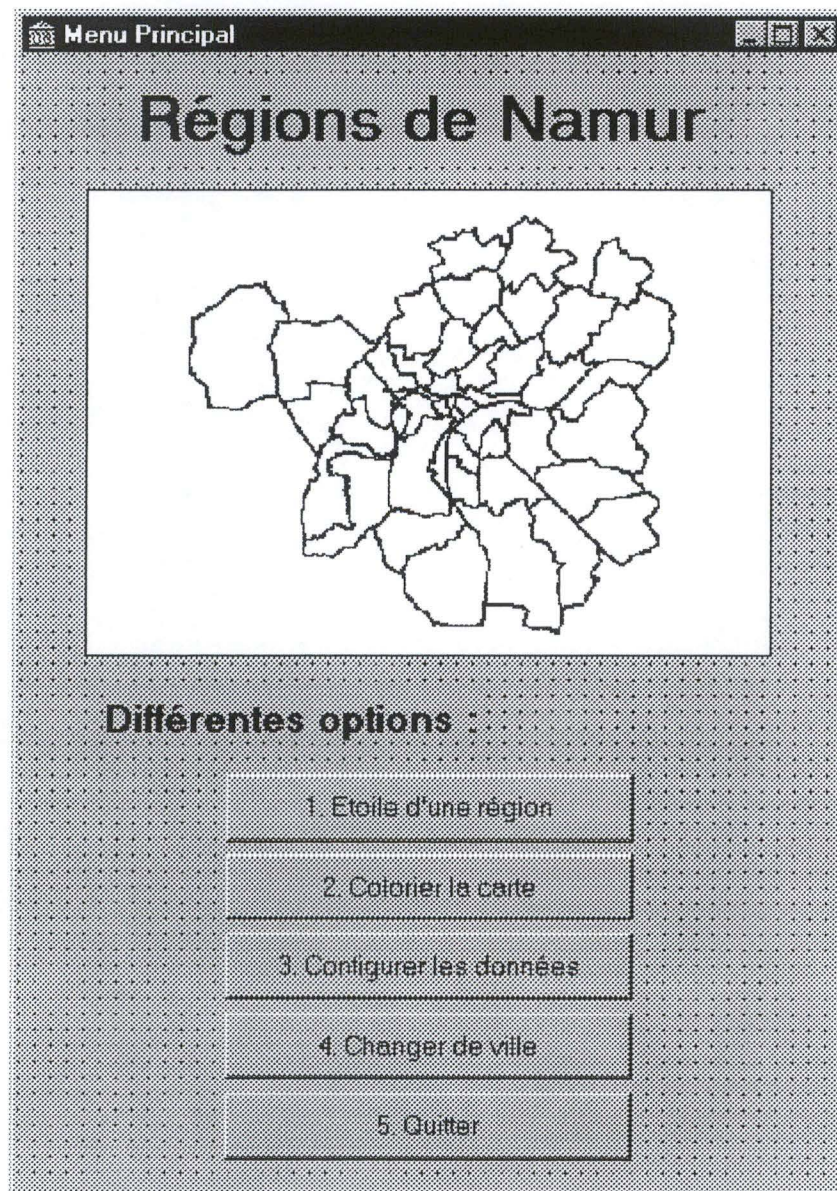 Menu Principal
Régions de Namur
Différentes options :
1. Etoile d'une région
2. Colorier la carte
3. Configurer les données
4. Changer de ville
5. Quitter